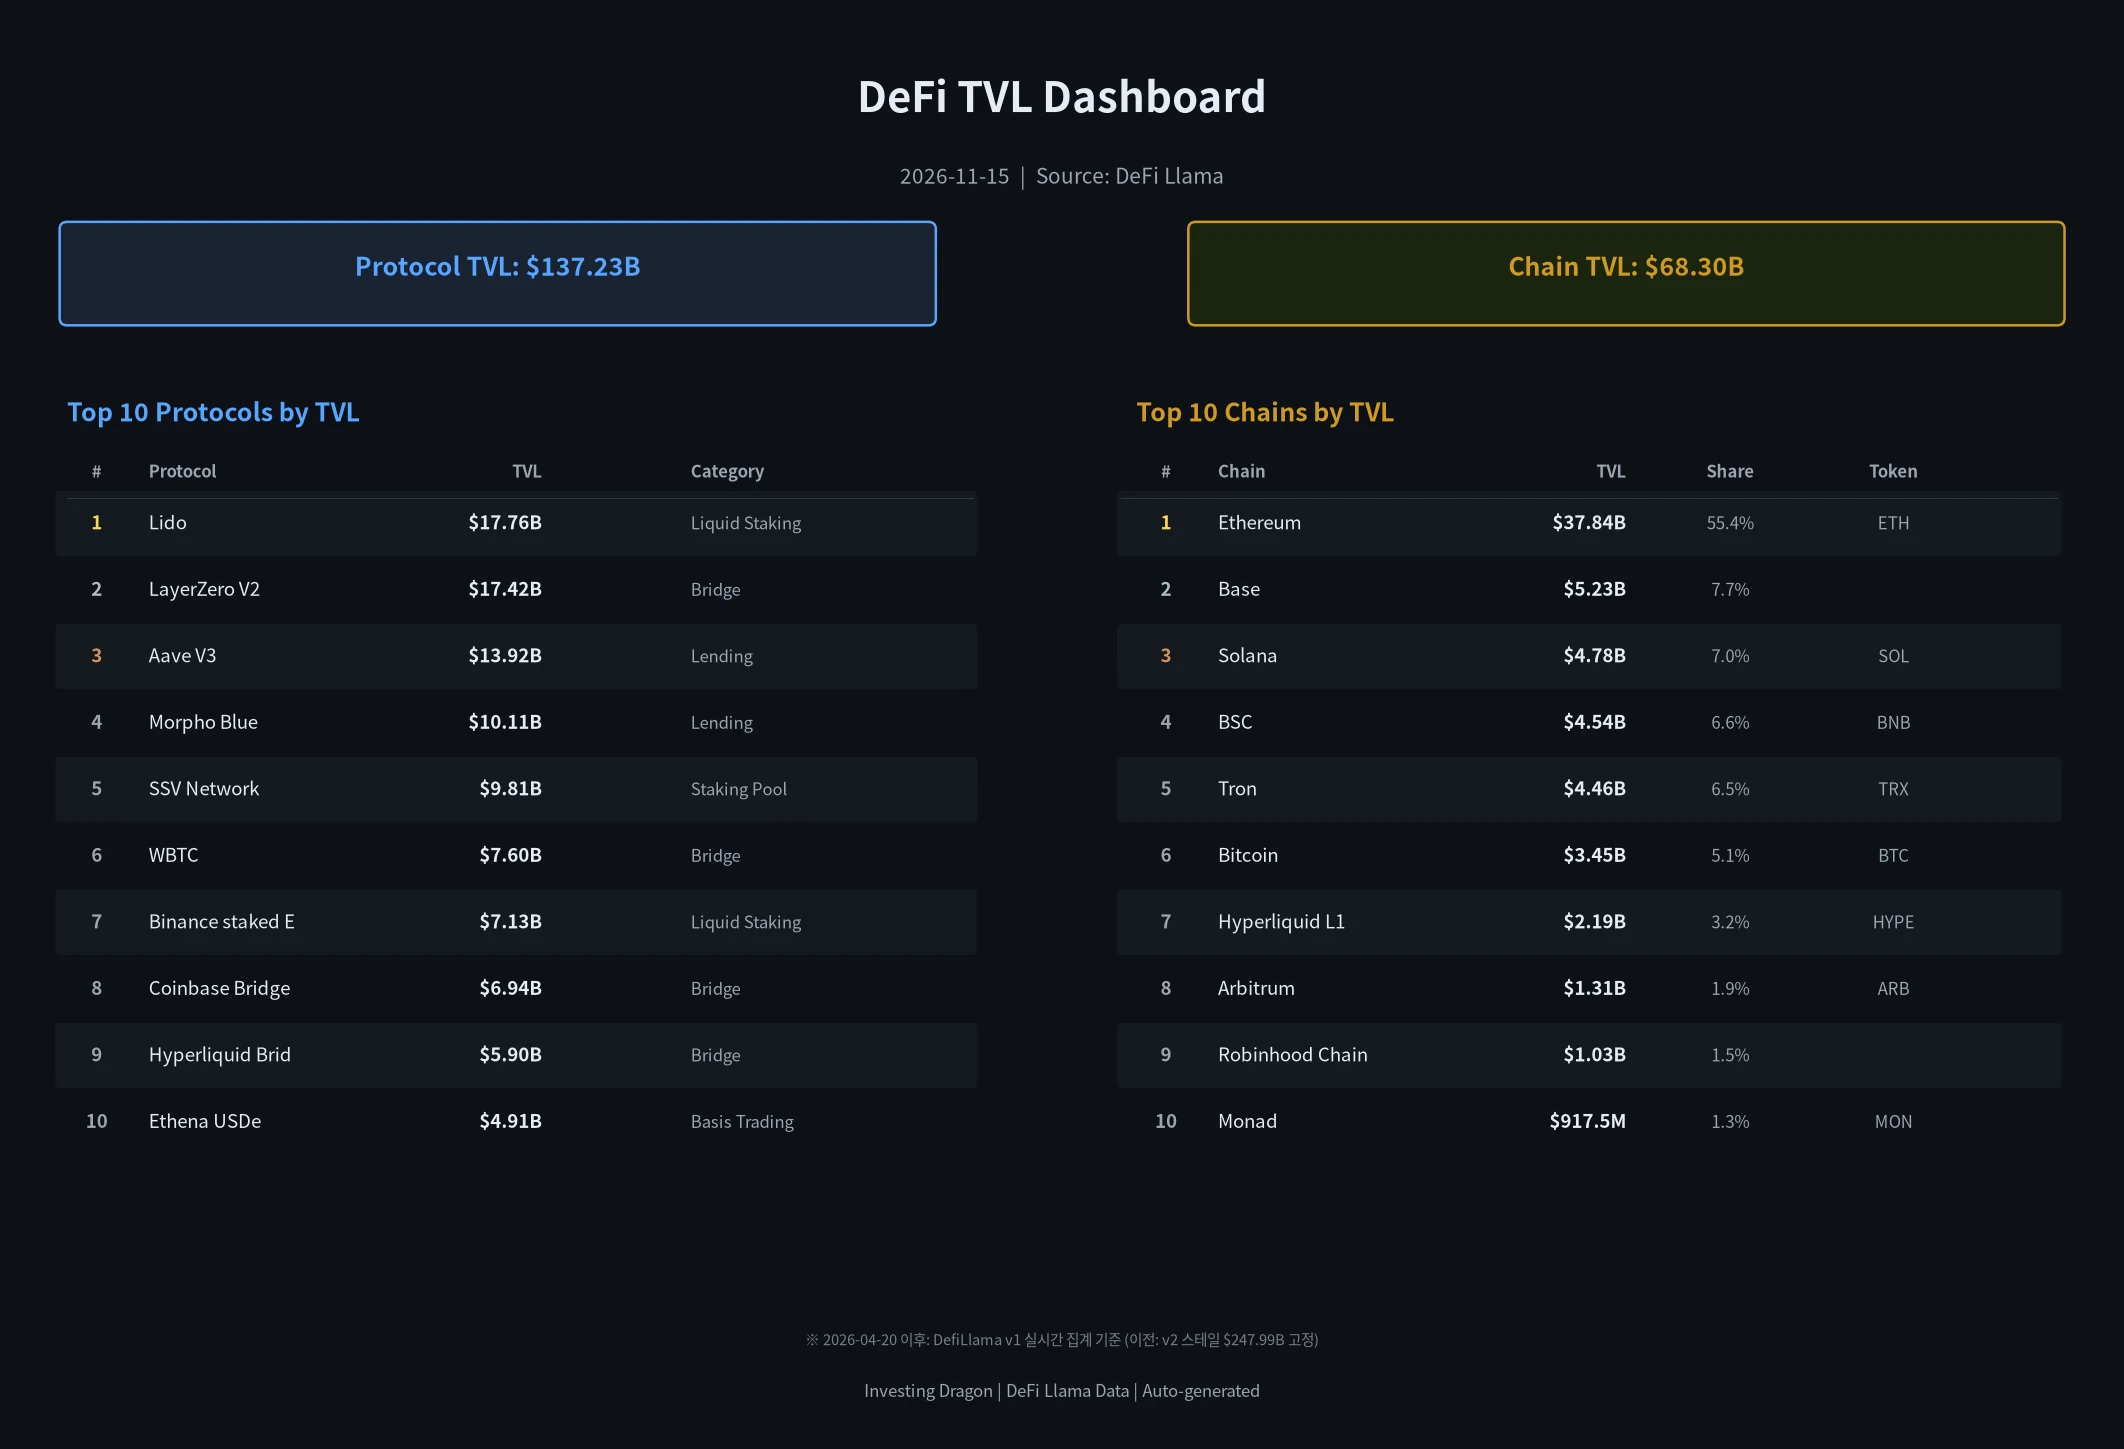 DeFi TVL Dashboard
2026-11-15 | Source: DeFi Llama
Protocol TVL: $137.23B
Chain TVL: $68.30B
Top 10 Protocols by TVL
# Protocol TVL Category
1 Lido $17.76B Liquid Staking
2 LayerZero V2 $17.42B Bridge
3 Aave V3 $13.92B Lending
4 Morpho Blue $10.11B Lending
5 SSV Network $9.81B Staking Pool
6 WBTC $7.60B Bridge
7 Binance staked E $7.13B Liquid Staking
8 Coinbase Bridge $6.94B Bridge
9 Hyperliquid Brid $5.90B Bridge
10 Ethena USDe $4.91B Basis Trading
Top 10 Chains by TVL
# Chain TVL Share Token
1 Ethereum $37.84B 55.4% ETH
2 Base $5.23B 7.7%
3 Solana $4.78B 7.0% SOL
4 BSC $4.54B 6.6% BNB
5 Tron $4.46B 6.5% TRX
6 Bitcoin $3.45B 5.1% BTC
7 Hyperliquid L1 $2.19B 3.2% HYPE
8 Arbitrum $1.31B 1.9% ARB
9 Robinhood Chain $1.03B 1.5%
10 Monad $917.5M 1.3% MON
※ 2026-04-20 이후: DefiLlama v1 실시간 집계 기준 (이전: v2 스테일 $247.99B 고정)
Investing Dragon | DeFi Llama Data | Auto-generated